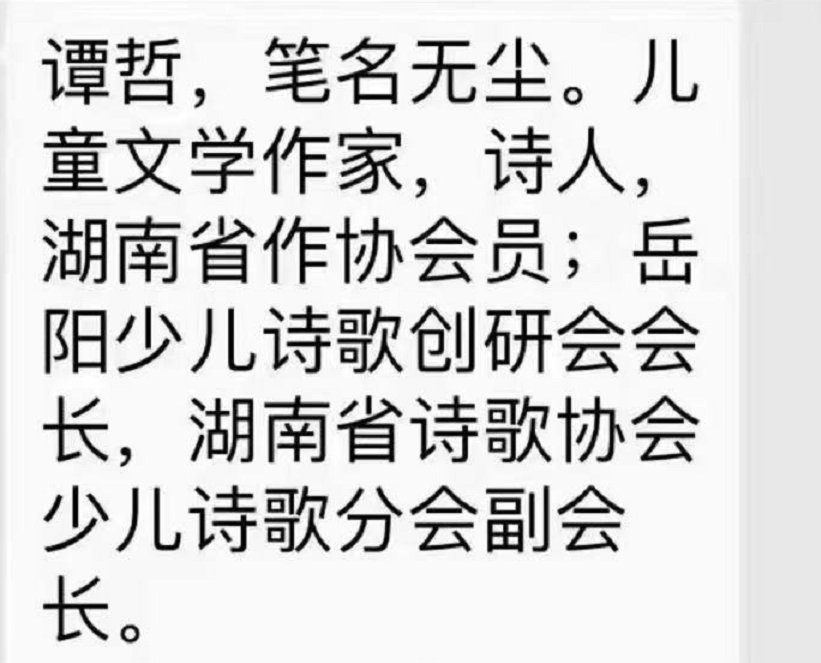 谭哲，笔名无尘。儿
童文学作家，诗人，
湖南省作协会员；岳
阳少儿诗歌创研会会
长，湖南省诗歌协会
少儿诗歌分会副会
长。